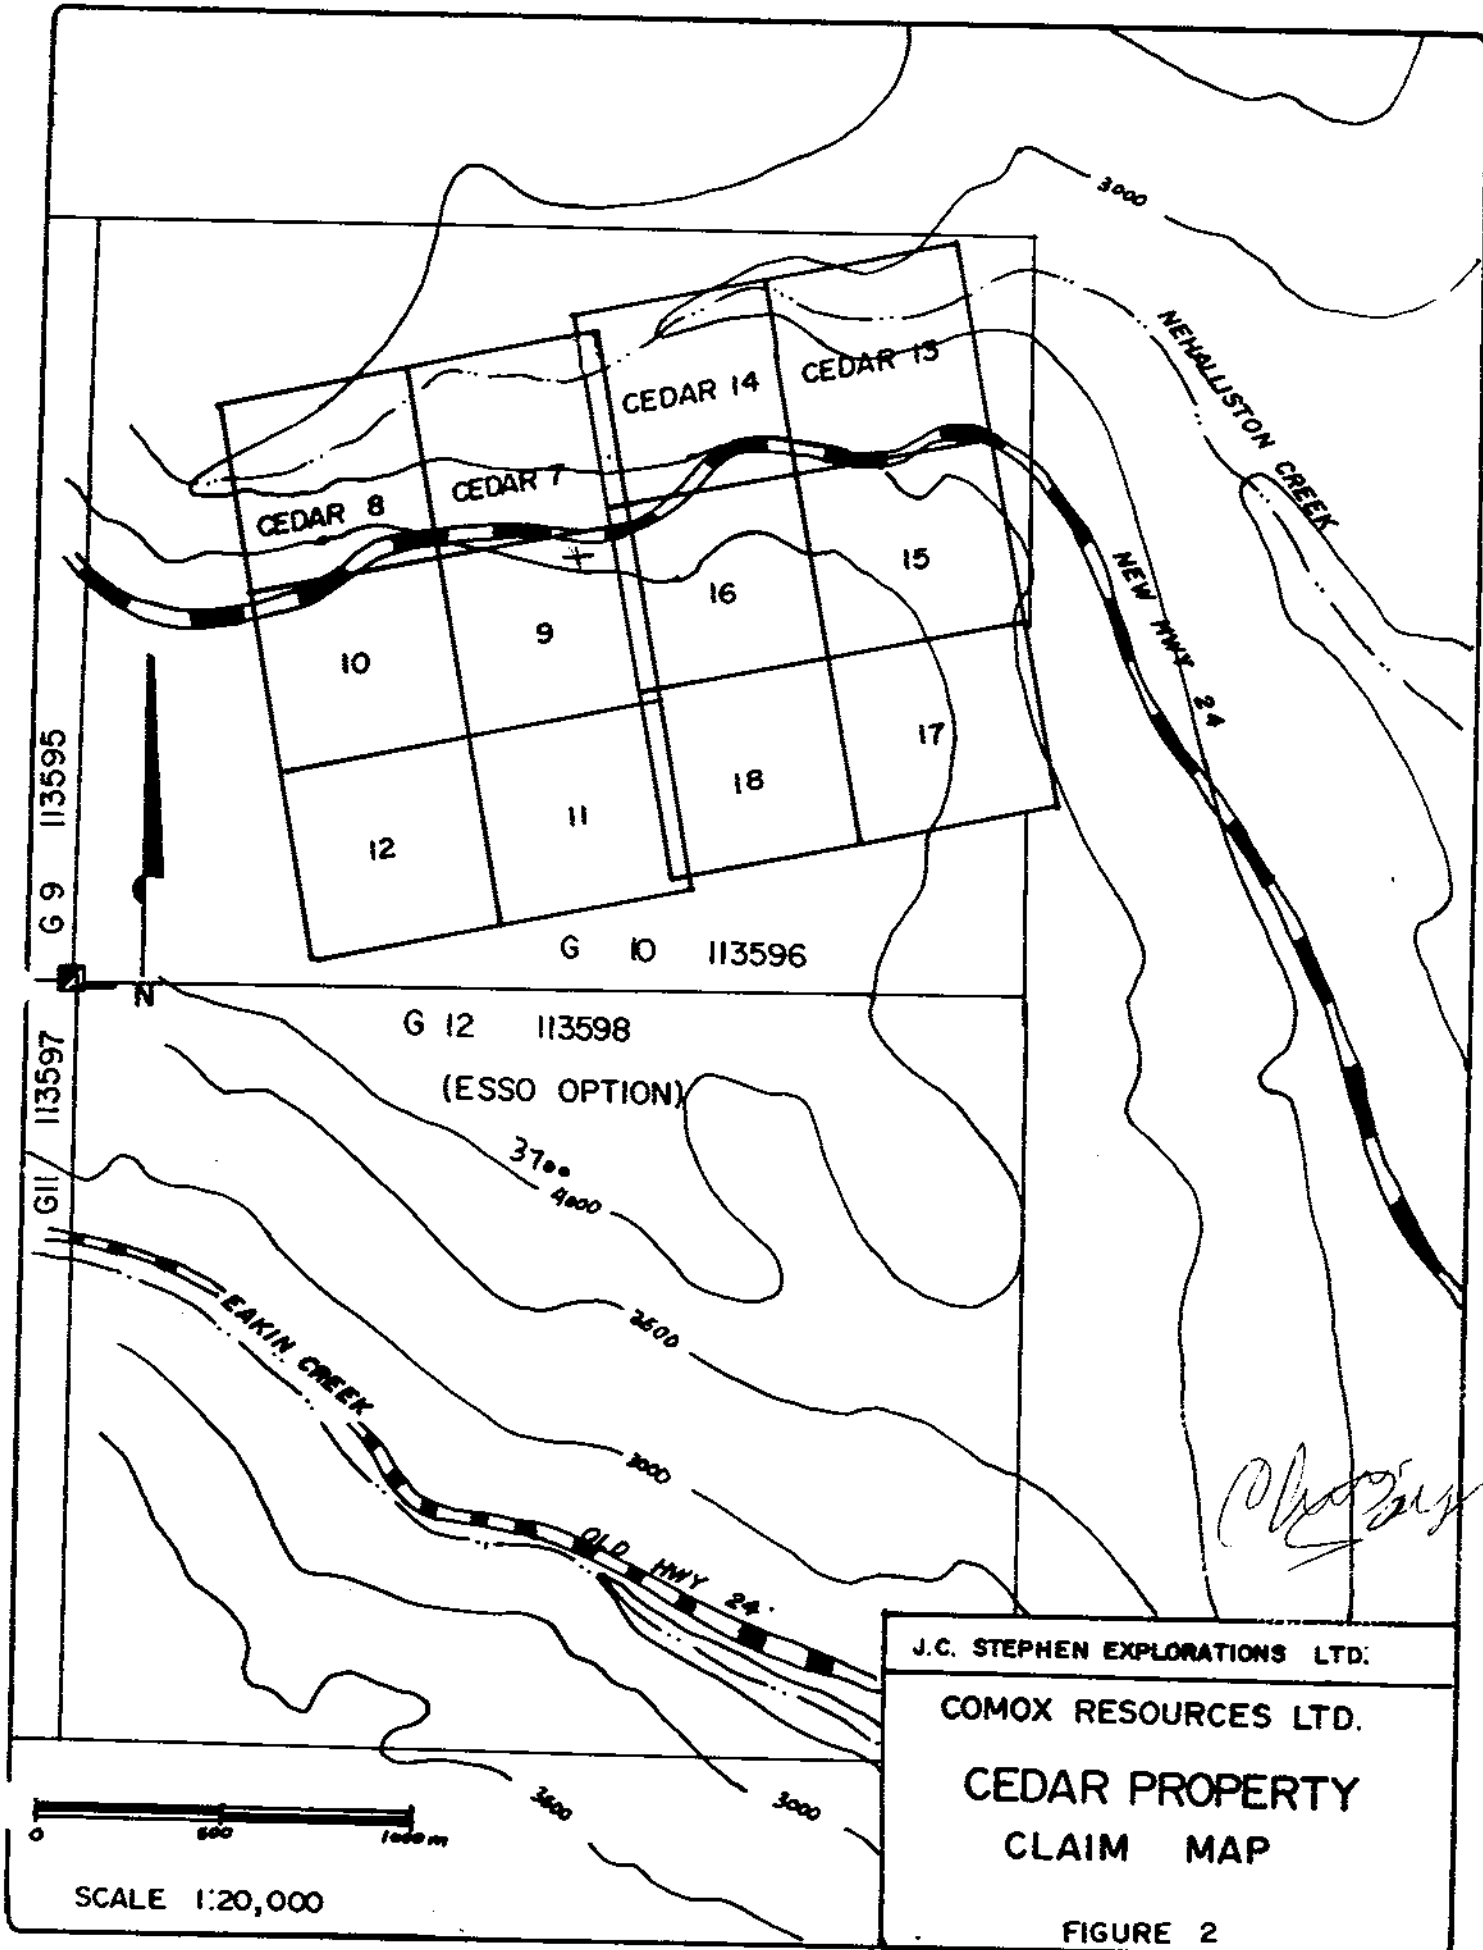 3000
NEHALLISTON CREEK
CEDAR 13
CEDAR 14
CEDAR 7
CEDAR 8
NEW HWY 24
15
16
9
10
17
18
11
12
G 9 113595
G 10 113596
N
G 12 113598
(ESSO OPTION)
G11 113597
3700
4000
EAKIN CREEK
3000
OLD HWY 24
3000
0 500 1000 m
SCALE 1:20,000
J.C. STEPHEN EXPLORATIONS LTD.
COMOX RESOURCES LTD.
CEDAR PROPERTY
CLAIM MAP
FIGURE 2